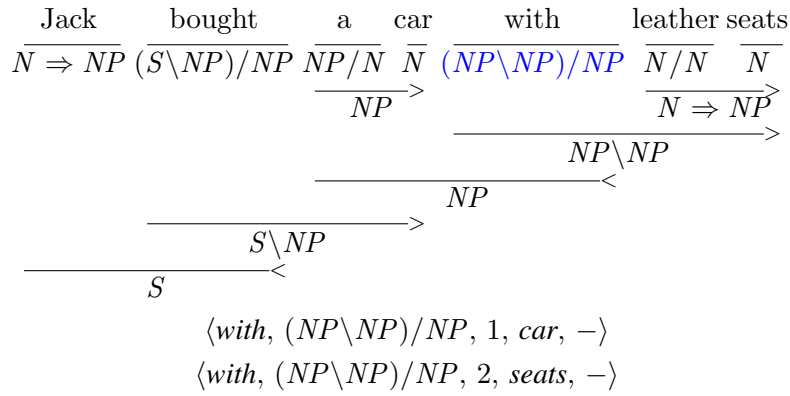 Jack bought a car with leather seats
N ⇒ NP (S\NP)/NP NP/N N (NP\NP)/NP N/N N
>
NP N ⇒ NP
>
NP\NP
<
NP
>
S\NP
<
S
⟨with, (NP\NP)/NP, 1, car, −⟩
⟨with, (NP\NP)/NP, 2, seats, −⟩